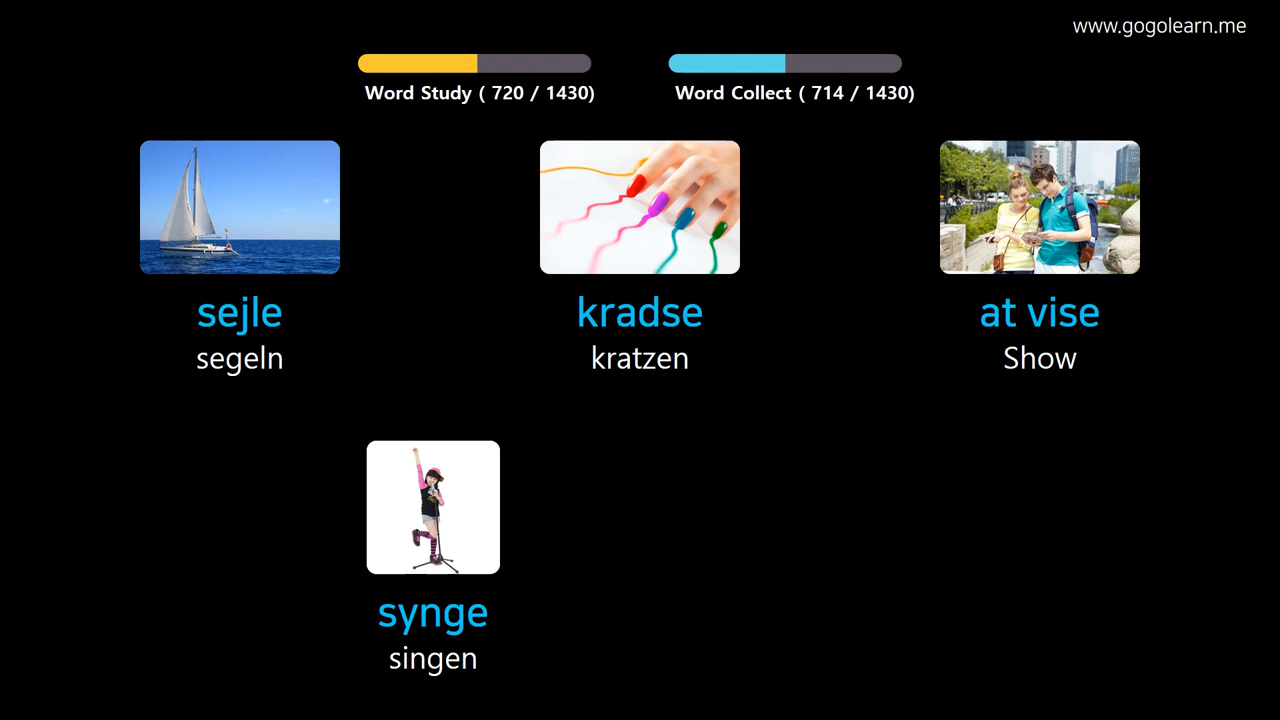 www.gogolearn.me
Word Study ( 720 / 1430)
Word Collect ( 714 / 1430)
sejle
segeln
kradse
kratzen
at vise
Show
synge
singen